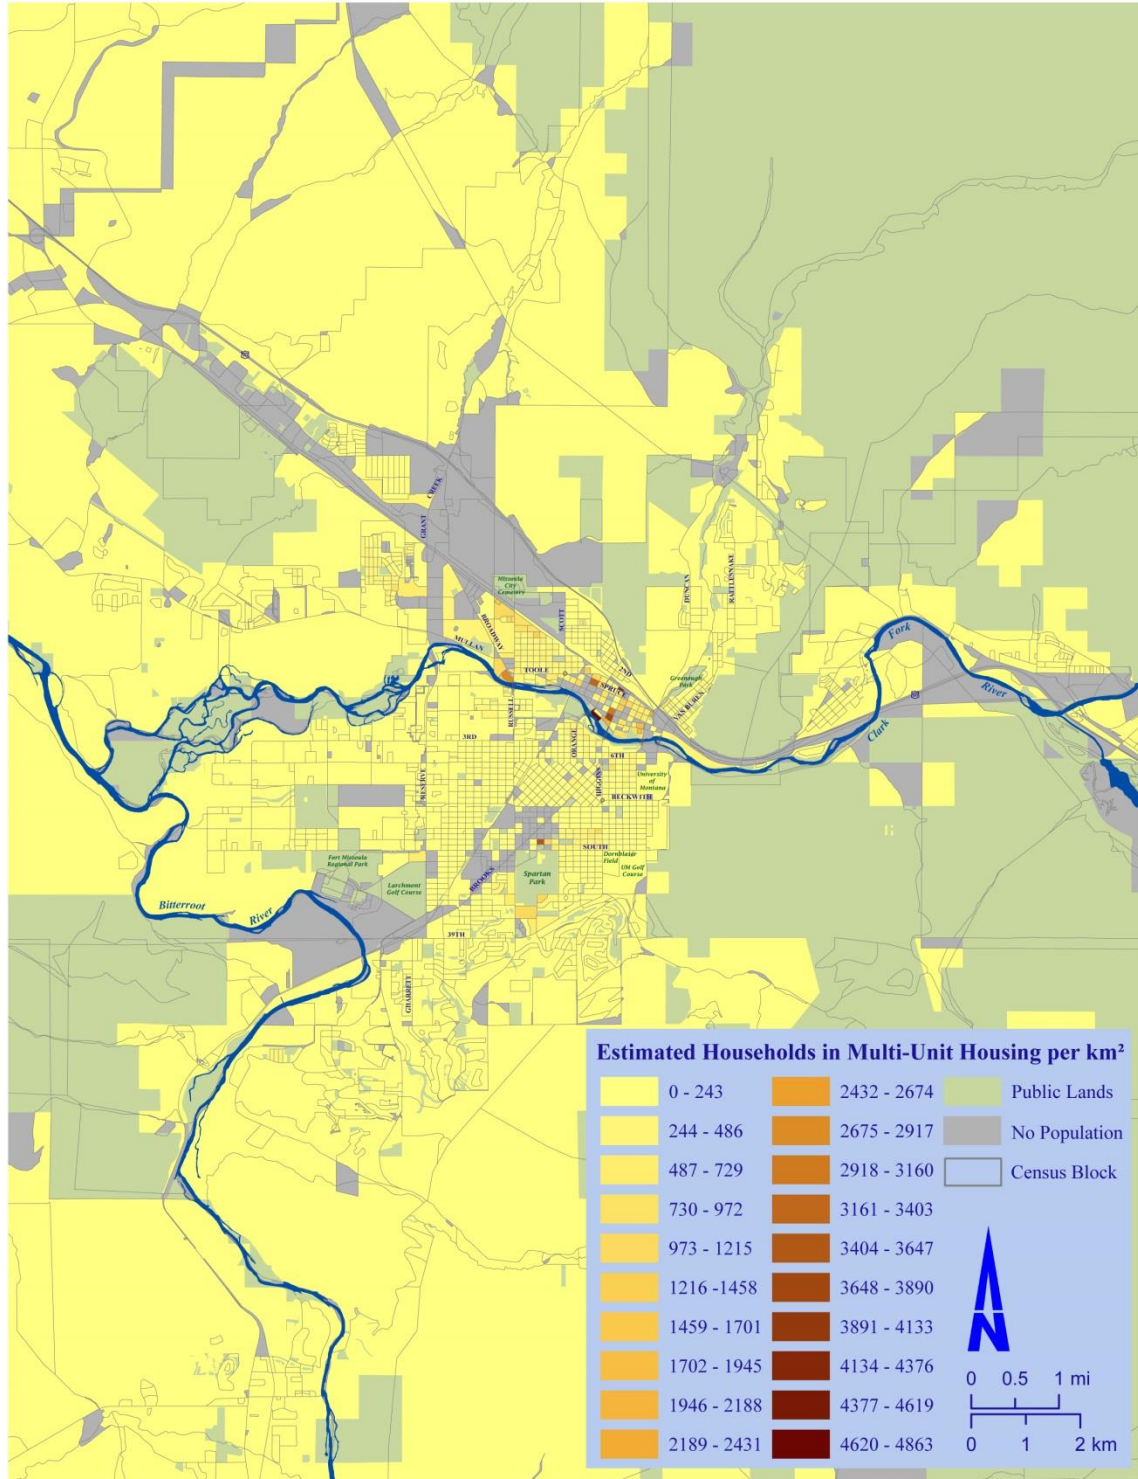 GRANT
CREEK
Missoula
City
Cemetery
DUNCAN
RATTLESNAKE
SCOTT
BROADWAY
MULLAN
2ND
TOOLE
SPRUCE
Greenough
Park
VAN BUREN
Fork
River
Clark
RUSSELL
3RD
ORANGE
6TH
RESERVE
HIGGINS
University
of
Montana
BECKWITH
SOUTH
Dornblaser
Field
UM Golf
Course
Fort Missoula
Regional Park
Larchmont
Golf Course
BROOKS
Spartan
Park
Bitterroot
River
39TH
GHARRETT
Estimated Households in Multi-Unit Housing per km²
0 - 243
244 - 486
487 - 729
730 - 972
973 - 1215
1216 -1458
1459 - 1701
1702 - 1945
1946 - 2188
2189 - 2431
2432 - 2674
2675 - 2917
2918 - 3160
3161 - 3403
3404 - 3647
3648 - 3890
3891 - 4133
4134 - 4376
4377 - 4619
4620 - 4863
Public Lands
No Population
Census Block
N
0 0.5 1 mi
0 1 2 km